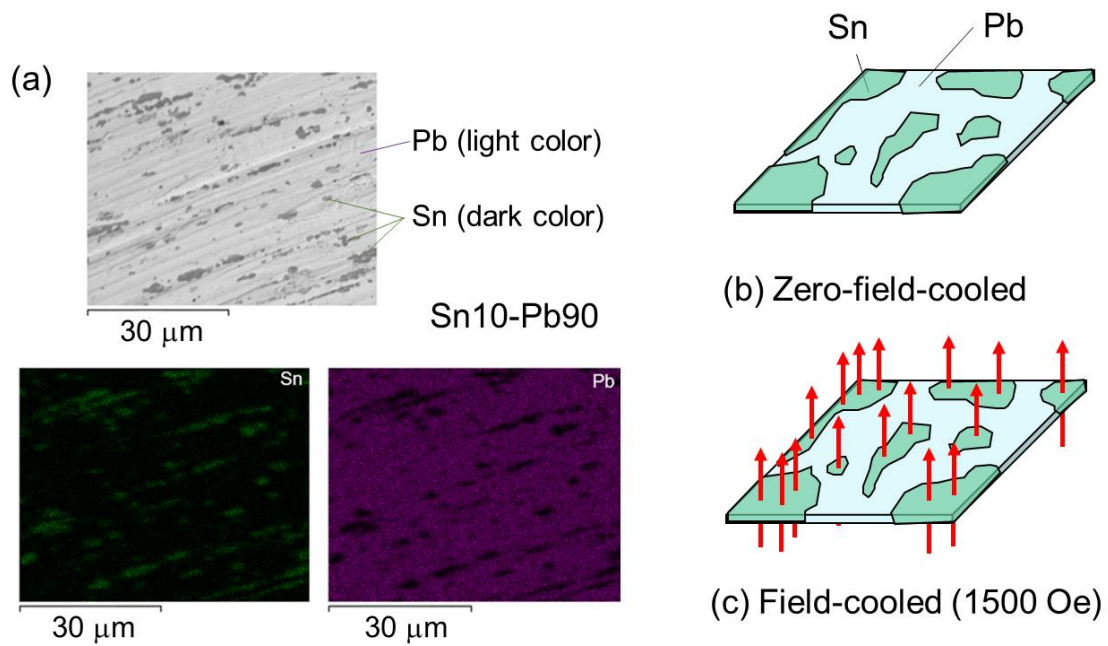 (a)
Pb (light color)
Sn (dark color)
30 μm
Sn10-Pb90
Sn
30 μm
Pb
30 μm
Sn
Pb
(b) Zero-field-cooled
(c) Field-cooled (1500 Oe)